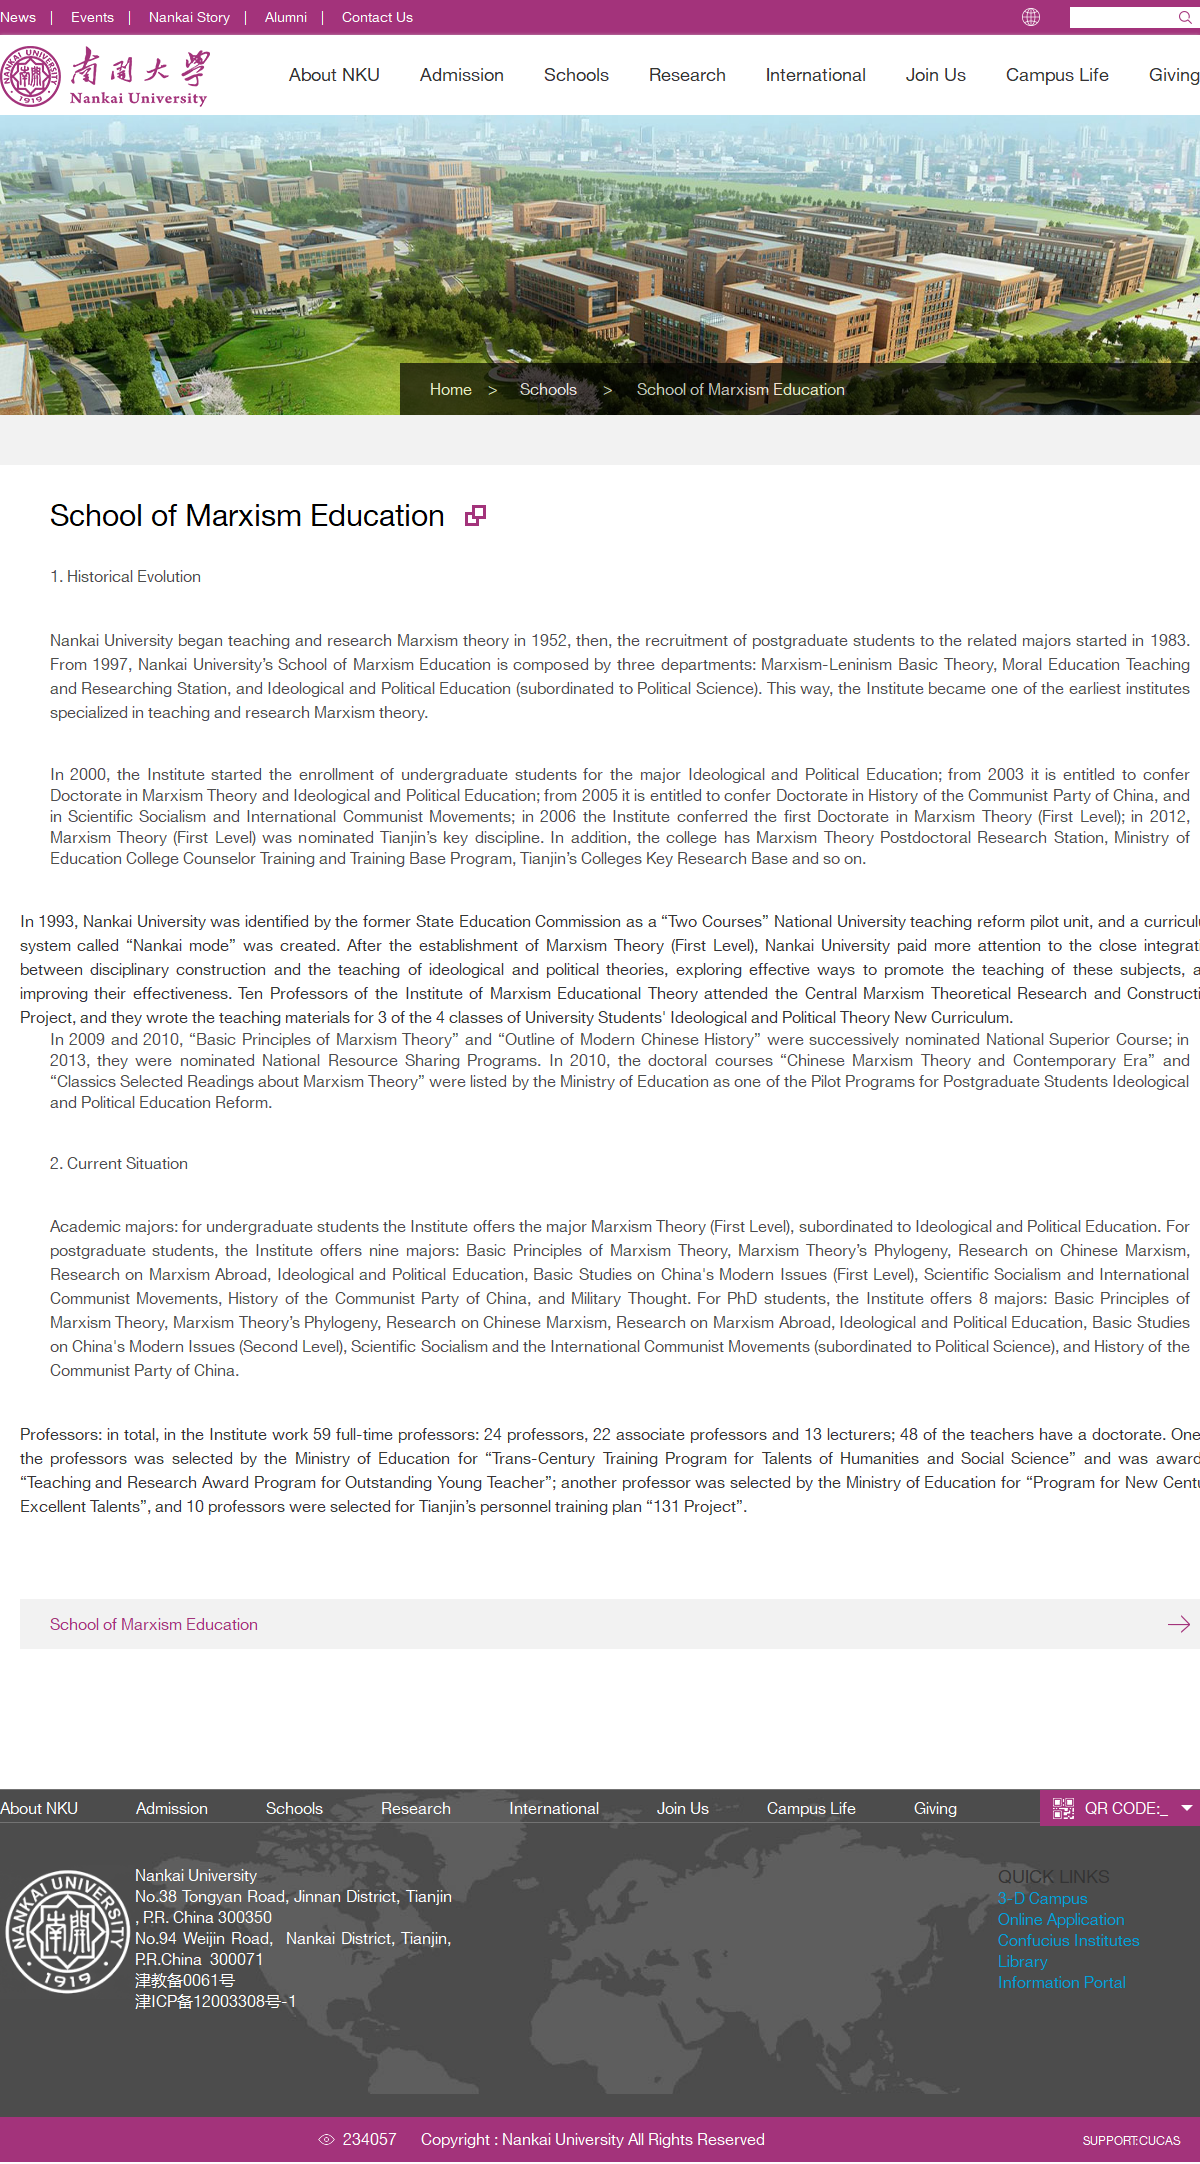 News | Events | Nankai Story | Alumni | Contact Us
NANKAI UNIVERSITY 1919
南開大學
Nankai University
About NKU Admission Schools Research International Join Us Campus Life Giving
Home > Schools > School of Marxism Education
School of Marxism Education
1. Historical Evolution
Nankai University began teaching and research Marxism theory in 1952, then, the recruitment of postgraduate students to the related majors started in 1983.
From 1997, Nankai University’s School of Marxism Education is composed by three departments: Marxism-Leninism Basic Theory, Moral Education Teaching
and Researching Station, and Ideological and Political Education (subordinated to Political Science). This way, the Institute became one of the earliest institutes
specialized in teaching and research Marxism theory.
In 2000, the Institute started the enrollment of undergraduate students for the major Ideological and Political Education; from 2003 it is entitled to confer
Doctorate in Marxism Theory and Ideological and Political Education; from 2005 it is entitled to confer Doctorate in History of the Communist Party of China, and
in Scientific Socialism and International Communist Movements; in 2006 the Institute conferred the first Doctorate in Marxism Theory (First Level); in 2012,
Marxism Theory (First Level) was nominated Tianjin’s key discipline. In addition, the college has Marxism Theory Postdoctoral Research Station, Ministry of
Education College Counselor Training and Training Base Program, Tianjin’s Colleges Key Research Base and so on.
In 1993, Nankai University was identified by the former State Education Commission as a “Two Courses” National University teaching reform pilot unit, and a curricul
system called “Nankai mode” was created. After the establishment of Marxism Theory (First Level), Nankai University paid more attention to the close integrat
between disciplinary construction and the teaching of ideological and political theories, exploring effective ways to promote the teaching of these subjects, a
improving their effectiveness. Ten Professors of the Institute of Marxism Educational Theory attended the Central Marxism Theoretical Research and Constructi
Project, and they wrote the teaching materials for 3 of the 4 classes of University Students' Ideological and Political Theory New Curriculum.
In 2009 and 2010, “Basic Principles of Marxism Theory” and “Outline of Modern Chinese History” were successively nominated National Superior Course; in
2013, they were nominated National Resource Sharing Programs. In 2010, the doctoral courses “Chinese Marxism Theory and Contemporary Era” and
“Classics Selected Readings about Marxism Theory” were listed by the Ministry of Education as one of the Pilot Programs for Postgraduate Students Ideological
and Political Education Reform.
2. Current Situation
Academic majors: for undergraduate students the Institute offers the major Marxism Theory (First Level), subordinated to Ideological and Political Education. For
postgraduate students, the Institute offers nine majors: Basic Principles of Marxism Theory, Marxism Theory’s Phylogeny, Research on Chinese Marxism,
Research on Marxism Abroad, Ideological and Political Education, Basic Studies on China's Modern Issues (First Level), Scientific Socialism and International
Communist Movements, History of the Communist Party of China, and Military Thought. For PhD students, the Institute offers 8 majors: Basic Principles of
Marxism Theory, Marxism Theory’s Phylogeny, Research on Chinese Marxism, Research on Marxism Abroad, Ideological and Political Education, Basic Studies
on China's Modern Issues (Second Level), Scientific Socialism and the International Communist Movements (subordinated to Political Science), and History of the
Communist Party of China.
Professors: in total, in the Institute work 59 full-time professors: 24 professors, 22 associate professors and 13 lecturers; 48 of the teachers have a doctorate. One
the professors was selected by the Ministry of Education for “Trans-Century Training Program for Talents of Humanities and Social Science” and was award
“Teaching and Research Award Program for Outstanding Young Teacher”; another professor was selected by the Ministry of Education for “Program for New Centu
Excellent Talents”, and 10 professors were selected for Tianjin’s personnel training plan “131 Project”.
School of Marxism Education
About NKU Admission Schools Research International Join Us Campus Life Giving QR CODE:_
NANKAI UNIVERSITY 南開 1919
Nankai University
No.38 Tongyan Road, Jinnan District, Tianjin
, P.R. China 300350
No.94 Weijin Road, Nankai District, Tianjin,
P.R.China 300071
津教备0061号
津ICP备12003308号-1
QUICK LINKS
3-D Campus
Online Application
Confucius Institutes
Library
Information Portal
234057 Copyright : Nankai University All Rights Reserved
SUPPORT:CUCAS